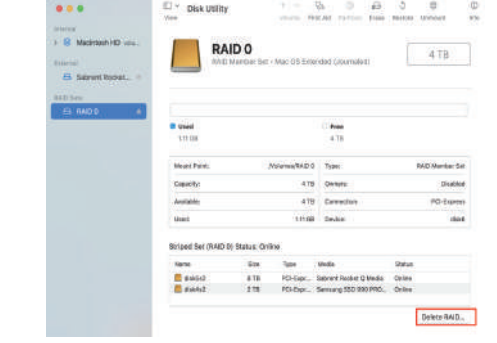 Disk Utility
View
Volume First Aid Partition Erase Restore Unmount Info
Internal
Macintosh HD
External
Sabrent Rocket...
RAID Sets
RAID 0
RAID 0
RAID Member Set • Mac OS Extended (Journaled)
4 TB
Used
1.11 GB
Free
4 TB
Mount Point: /Volumes/RAID 0 Type: RAID Member Set
Capacity: 4 TB Owners: Disabled
Available: 4 TB Connection: PCI-Express
Used: 1.11 GB Device:
Striped Set (RAID 0) Status: Online
Name Size Type Media Status
PCI-Expr... Sabrent Rocket Q Media Online
disk4s2 2 TB PCI-Expr... Samsung SSD 990 PRO... Online
Delete RAID...